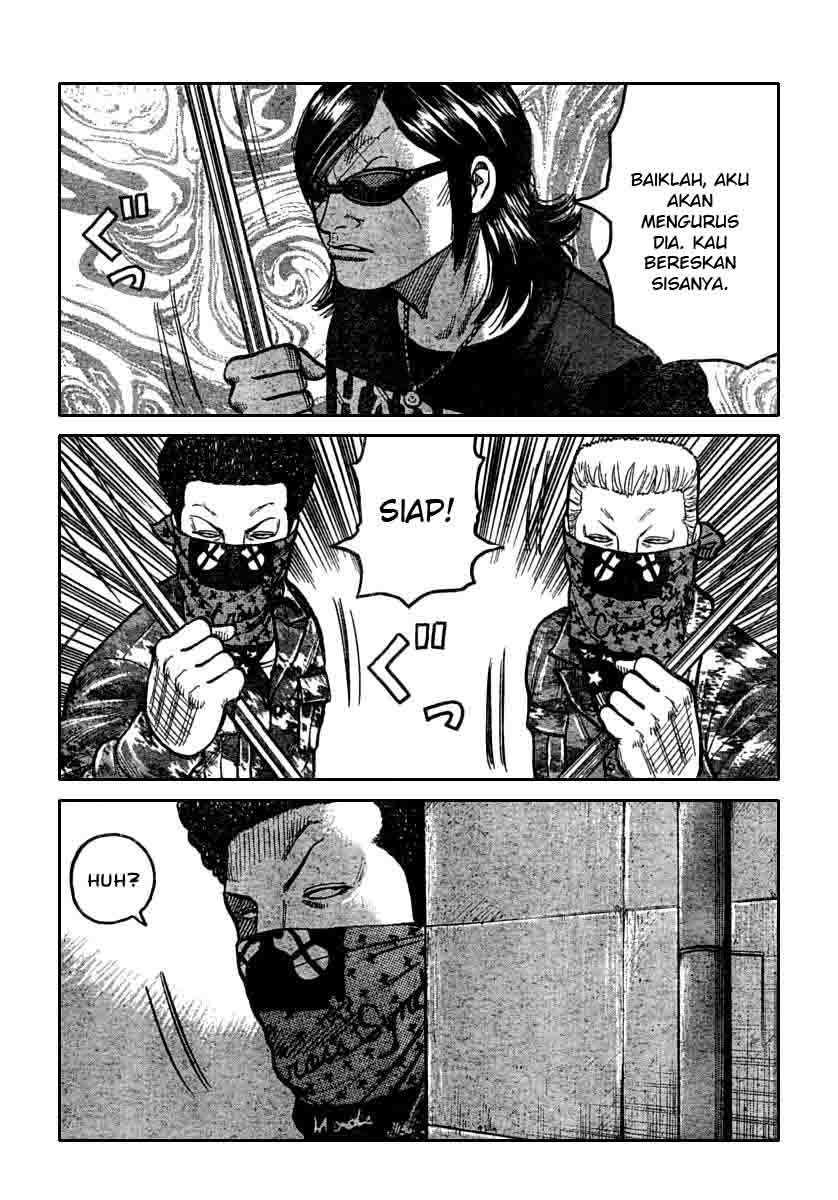 BAIKLAH, AKU
AKAN
MENGURUS
DIA. KAU
BERESKAN
SISANYA.
ぐっ
SIAP!
ぐっ
HUH?